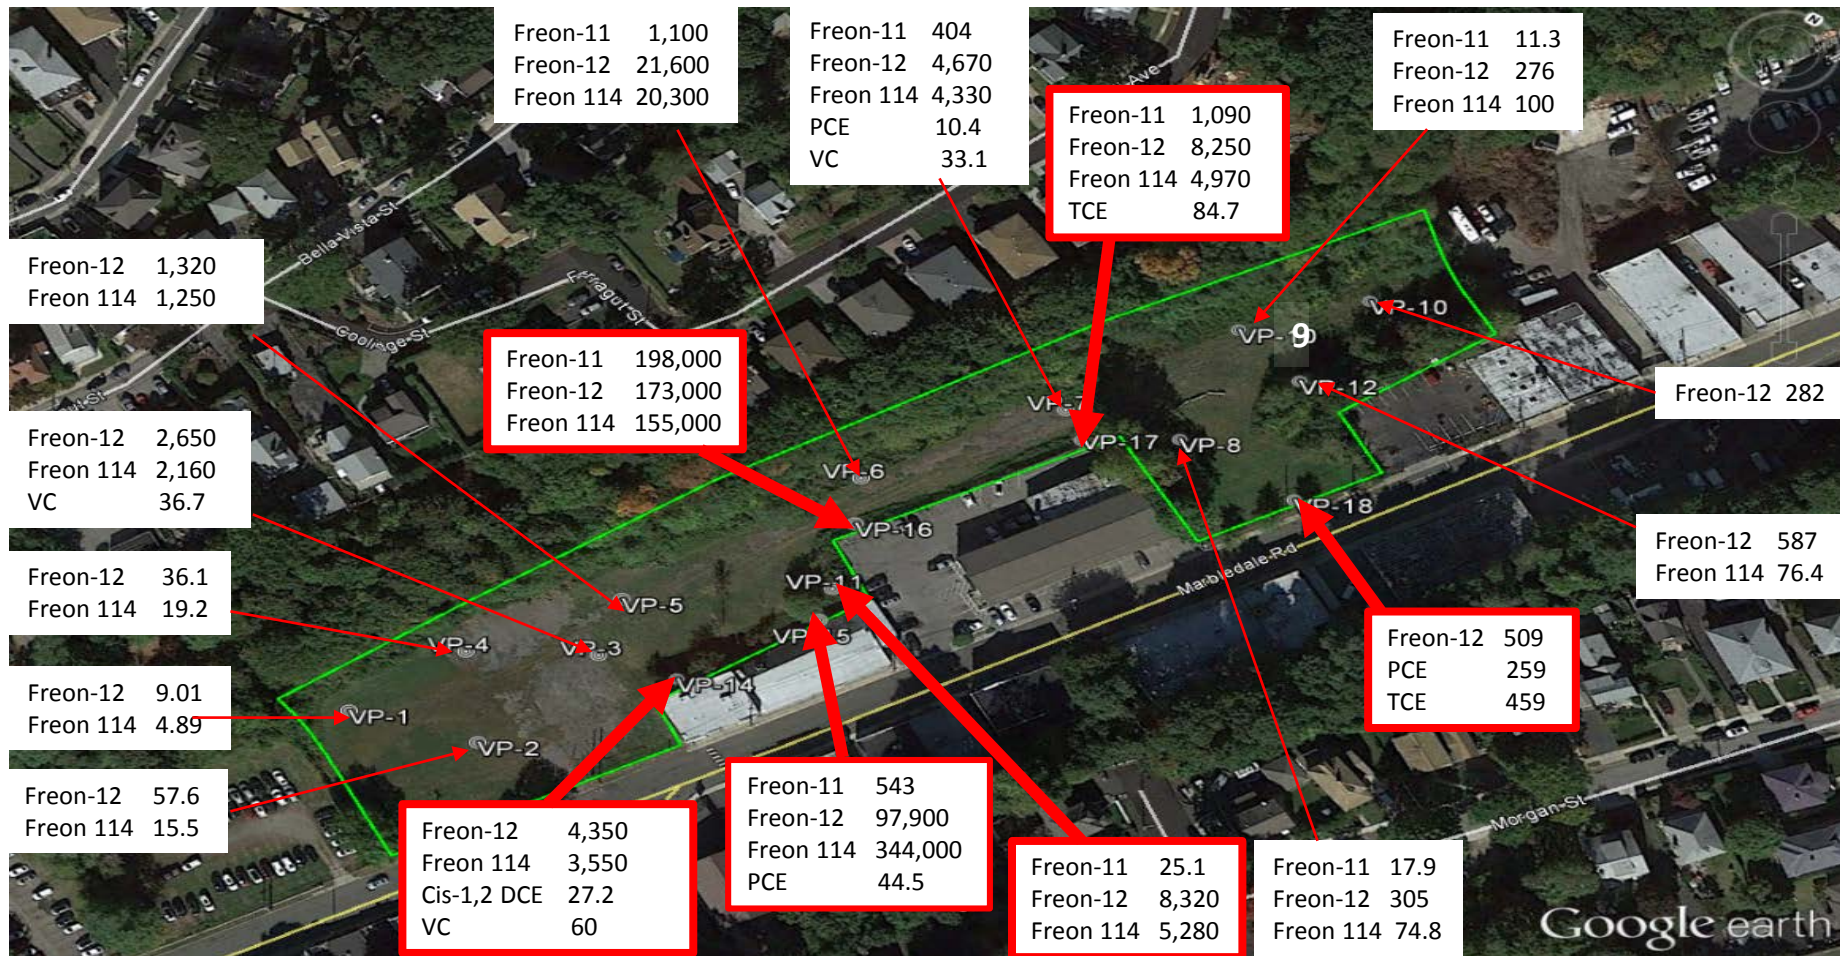 Freon-11 1,100
Freon-12 21,600
Freon 114 20,300
Freon-11 404
Freon-12 4,670
Freon 114 4,330
PCE 10.4
VC 33.1
Freon-11 1,090
Freon-12 8,250
Freon 114 4,970
TCE 84.7
Freon-11 11.3
Freon-12 276
Freon 114 100
N
Ave
Bella Vista St
Farragut St
Coolidge St
Freon-12 1,320
Freon 114 1,250
Freon-11 198,000
Freon-12 173,000
Freon 114 155,000
VP-10
9
VP-10
VP-12
Freon-12 282
Freon-12 2,650
Freon 114 2,160
VC 36.7
VP-7
VP-17
VP-8
VP-6
VP-16
VP-18
Marbledale Rd
Freon-12 587
Freon 114 76.4
Freon-12 36.1
Freon 114 19.2
VP-11
VP-5
VP-15
VP-4
VP-3
VP-14
Freon-12 509
PCE 259
TCE 459
Freon-12 9.01
Freon 114 4.89
VP-1
VP-2
Freon-12 57.6
Freon 114 15.5
Freon-12 4,350
Freon 114 3,550
Cis-1,2 DCE 27.2
VC 60
Freon-11 543
Freon-12 97,900
Freon 114 344,000
PCE 44.5
Freon-11 25.1
Freon-12 8,320
Freon 114 5,280
Freon-11 17.9
Freon-12 305
Freon 114 74.8
Morgan St
Google earth